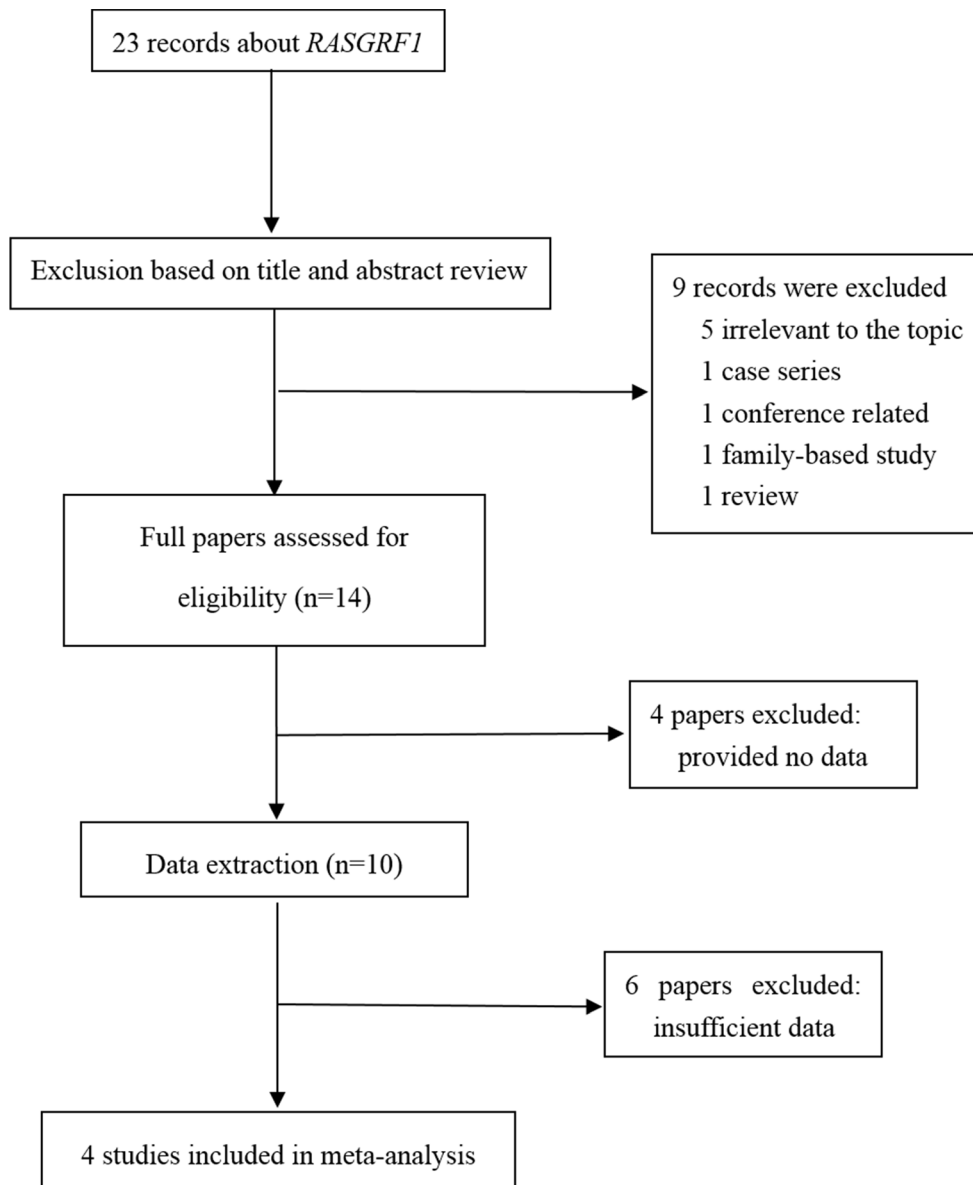 23 records about RASGRF1
Exclusion based on title and abstract review
9 records were excluded
5 irrelevant to the topic
1 case series
1 conference related
1 family-based study
1 review
Full papers assessed for
eligibility (n=14)
4 papers excluded:
provided no data
Data extraction (n=10)
6 papers excluded:
insufficient data
4 studies included in meta-analysis